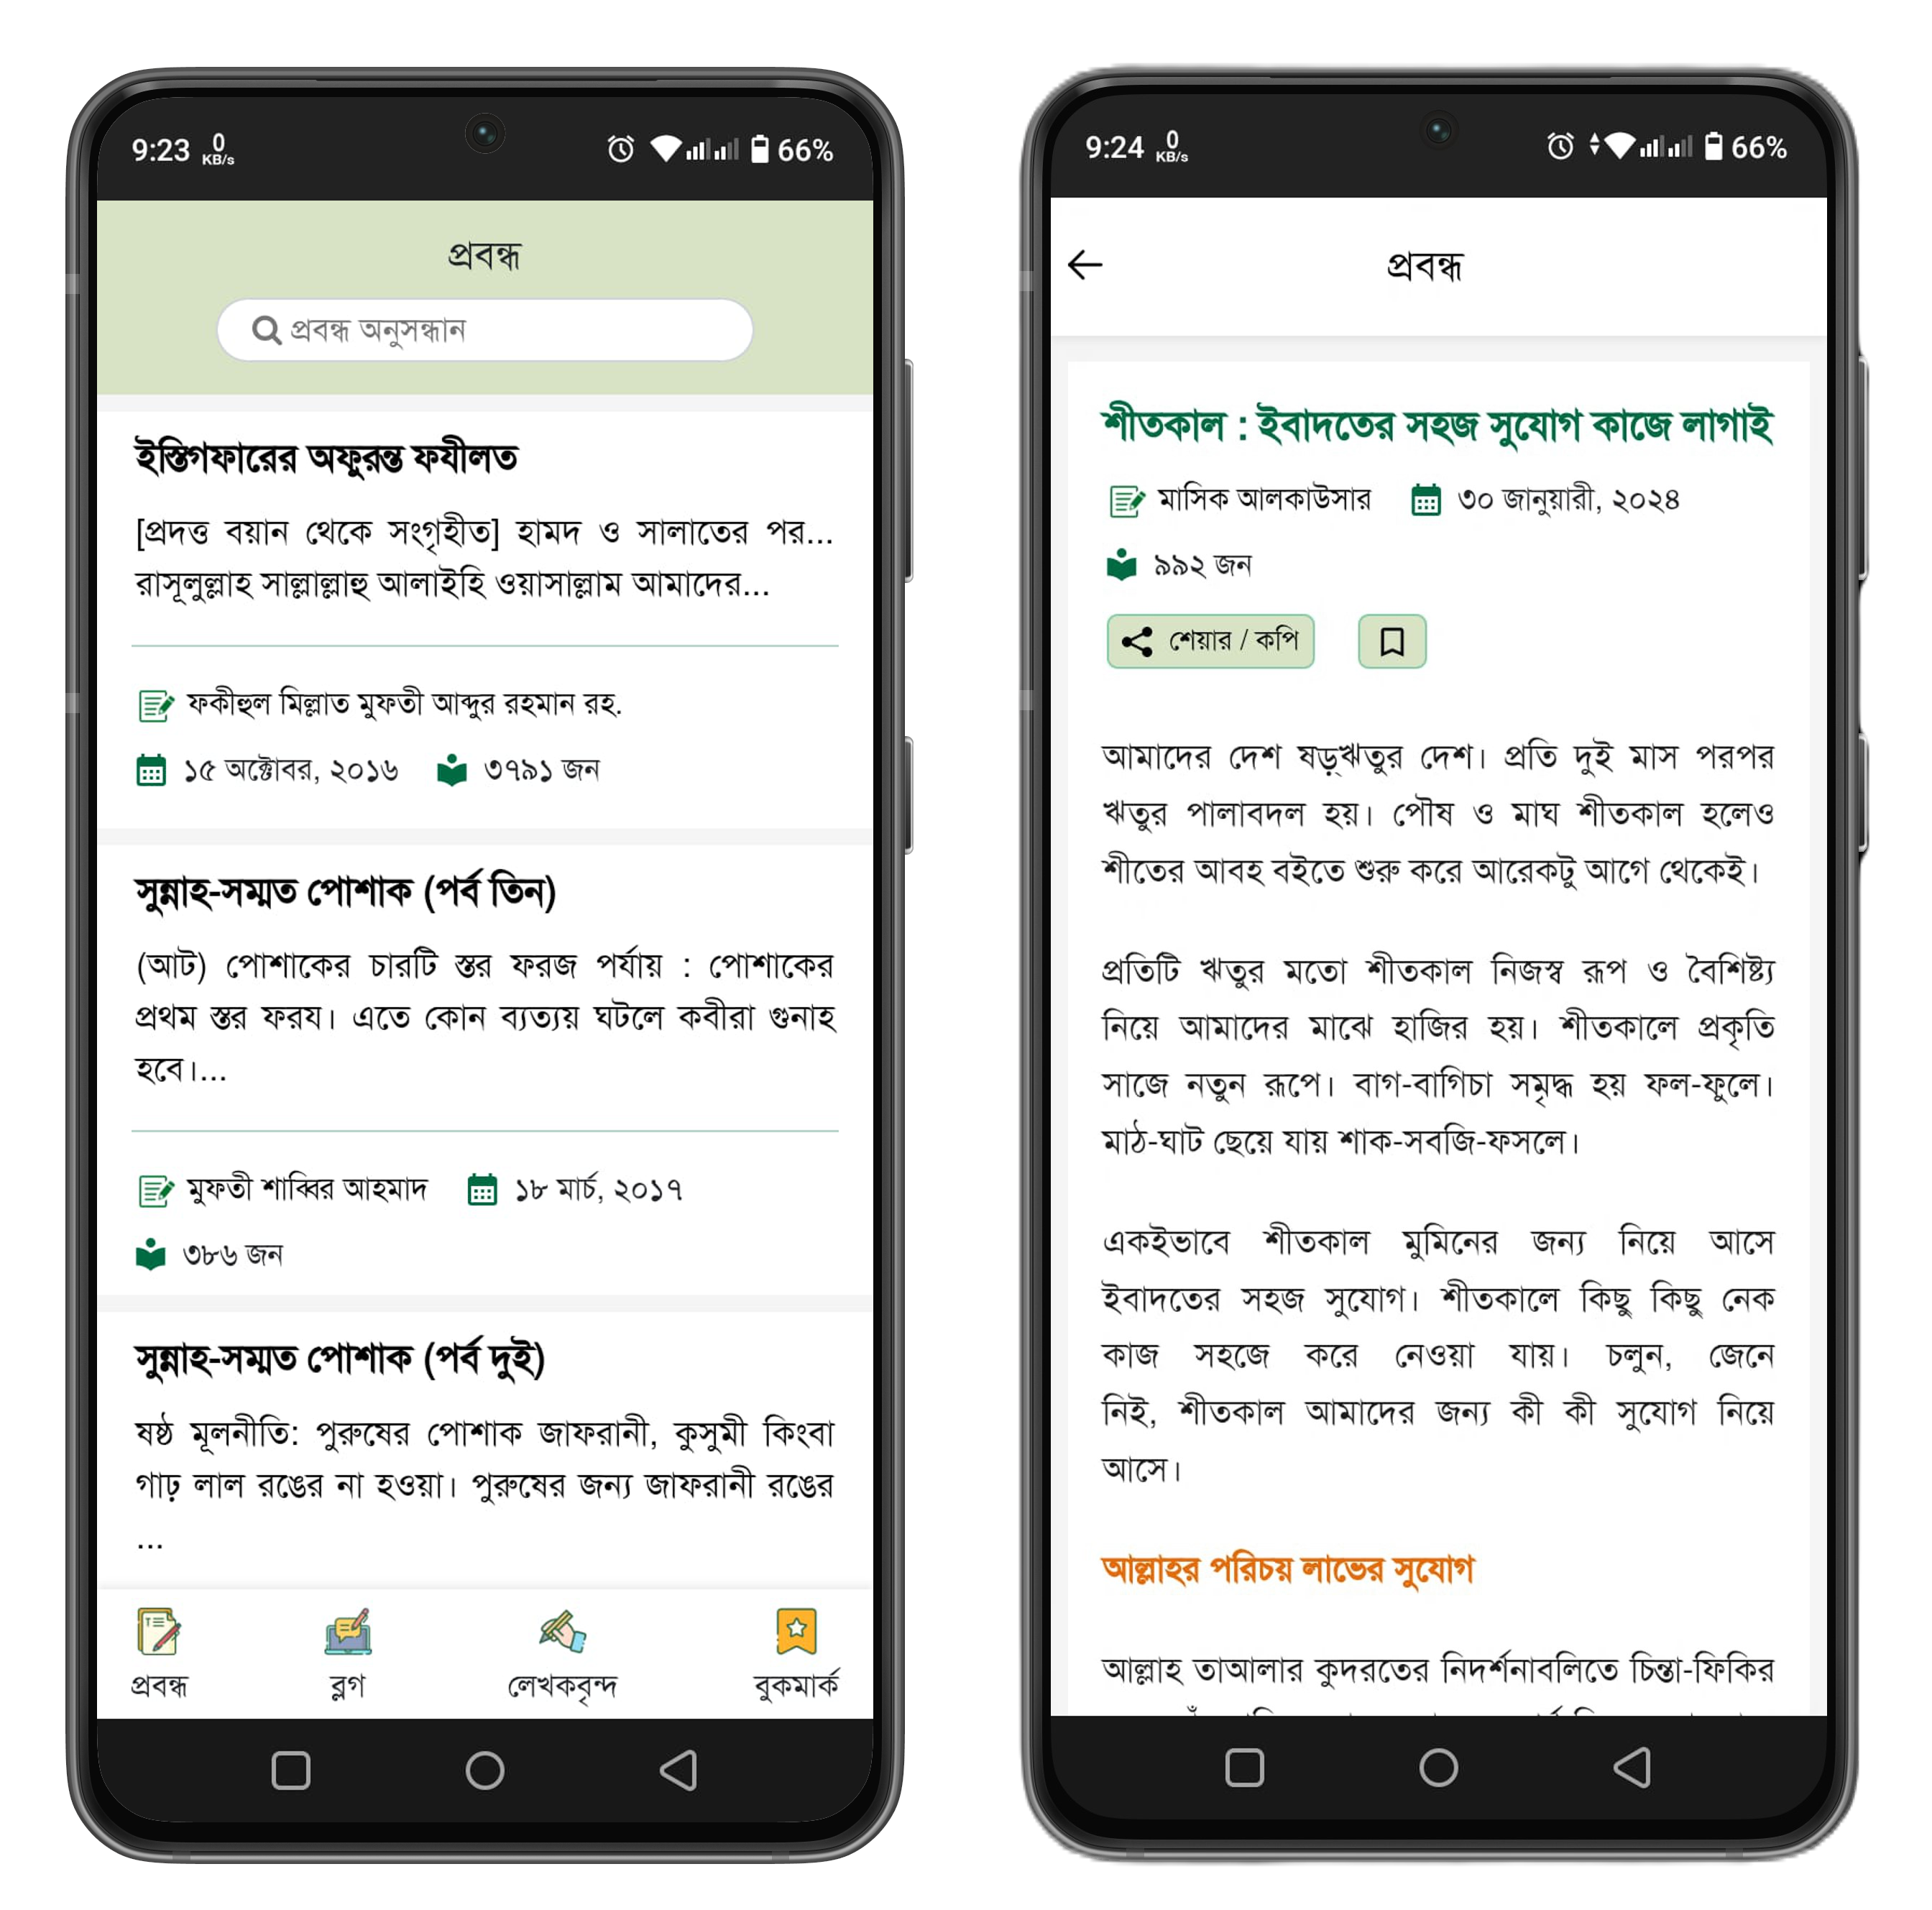 9:23 0 KB/s 66%
প্রবন্ধ
প্রবন্ধ অনুসন্ধান
ইস্তিগফারের অফুরন্ত ফযীলত
[প্রদত্ত বয়ান থেকে সংগৃহীত] হামদ ও সালাতের পর...
রাসূলুল্লাহ সাল্লাল্লাহু আলাইহি ওয়াসাল্লাম আমাদের...
ফকীহুল মিল্লাত মুফতী আব্দুর রহমান রহ.
১৫ অক্টোবর, ২০১৬ ৩৭৯১ জন
সুন্নাহ-সম্মত পোশাক (পর্ব তিন)
(আট) পোশাকের চারটি স্তর ফরজ পর্যায় : পোশাকের
প্রথম স্তর ফরয। এতে কোন ব্যত্যয় ঘটলে কবীরা গুনাহ
হবে।...
মুফতী শাব্বির আহমাদ ১৮ মার্চ, ২০১৭
৩৮৬ জন
সুন্নাহ-সম্মত পোশাক (পর্ব দুই)
ষষ্ঠ মূলনীতি: পুরুষের পোশাক জাফরানী, কুসুমী কিংবা
গাঢ় লাল রঙের না হওয়া। পুরুষের জন্য জাফরানী রঙের
...
প্রবন্ধ ব্লগ লেখকবৃন্দ বুকমার্ক
9:24 0 KB/s 66%
প্রবন্ধ
শীতকাল : ইবাদতের সহজ সুযোগ কাজে লাগাই
মাসিক আলকাউসার ৩০ জানুয়ারী, ২০২৪
৯৯২ জন
শেয়ার / কপি
আমাদের দেশ ষড়ঋতুর দেশ। প্রতি দুই মাস পরপর
ঋতুর পালাবদল হয়। পৌষ ও মাঘ শীতকাল হলেও
শীতের আবহ বইতে শুরু করে আরেকটু আগে থেকেই।
প্রতিটি ঋতুর মতো শীতকাল নিজস্ব রূপ ও বৈশিষ্ট্য
নিয়ে আমাদের মাঝে হাজির হয়। শীতকালে প্রকৃতি
সাজে নতুন রূপে। বাগ-বাগিচা সমৃদ্ধ হয় ফল-ফুলে।
মাঠ-ঘাট ছেয়ে যায় শাক-সবজি-ফসলে।
একইভাবে শীতকাল মুমিনের জন্য নিয়ে আসে
ইবাদতের সহজ সুযোগ। শীতকালে কিছু কিছু নেক
কাজ সহজে করে নেওয়া যায়। চলুন, জেনে
নিই, শীতকাল আমাদের জন্য কী কী সুযোগ নিয়ে
আসে।
আল্লাহর পরিচয় লাভের সুযোগ
আল্লাহ তাআলার কুদরতের নিদর্শনাবলিতে চিন্তা-ফিকির